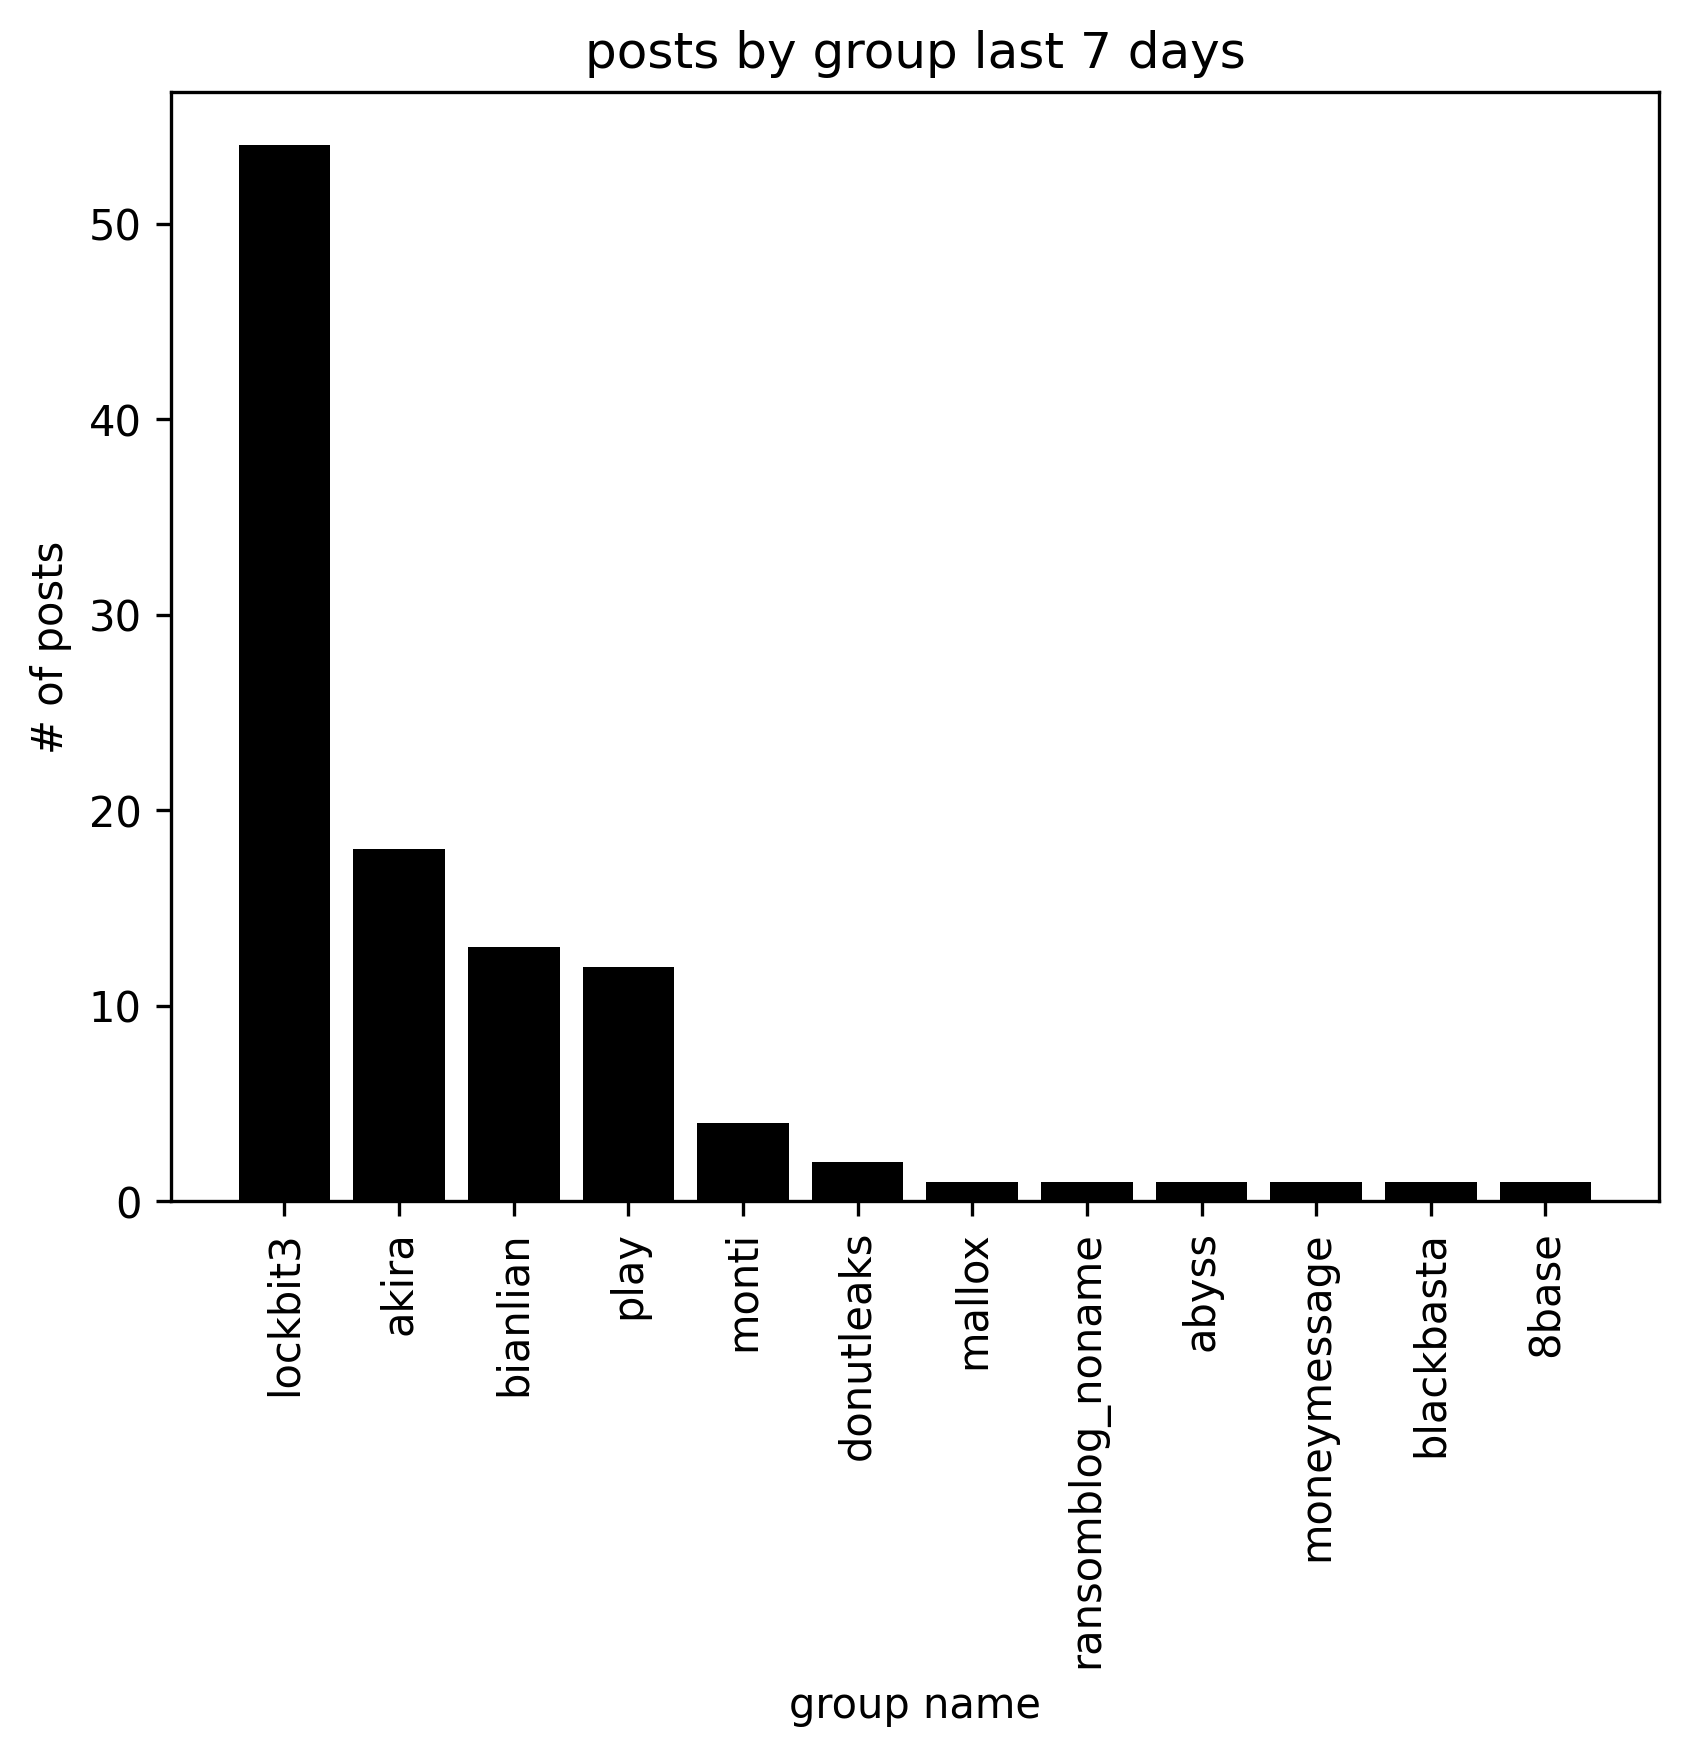 posts by group last 7 days
# of posts
50
40
30
20
10
0
lockbit3
akira
bianlian
play
monti
donutleaks
mallox
ransomblog_noname
abyss
moneymessage
blackbasta
8base
group name